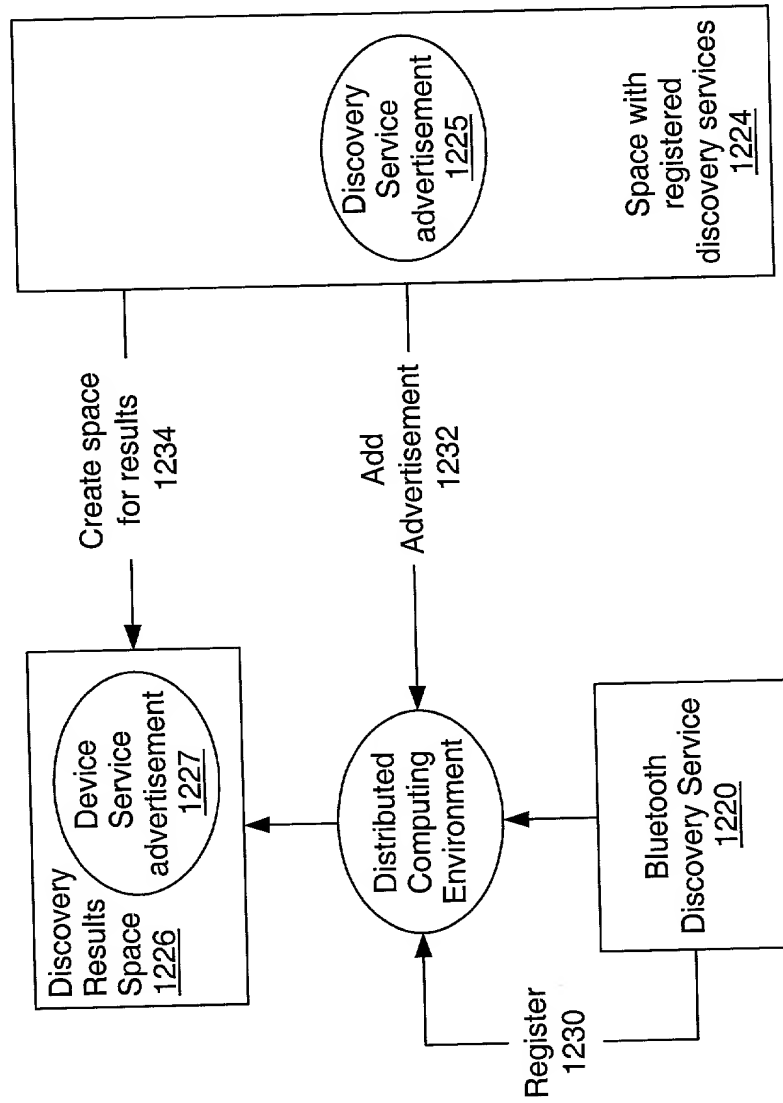 Discovery
Results
Space
1226
Device
Service
advertisement
1227
Create space
for results
1234
Discovery
Service
advertisement
1225
Space with
registered
discovery services
1224
Distributed
Computing
Environment
Add
Advertisement
1232
Register
1230
Bluetooth
Discovery Service
1220